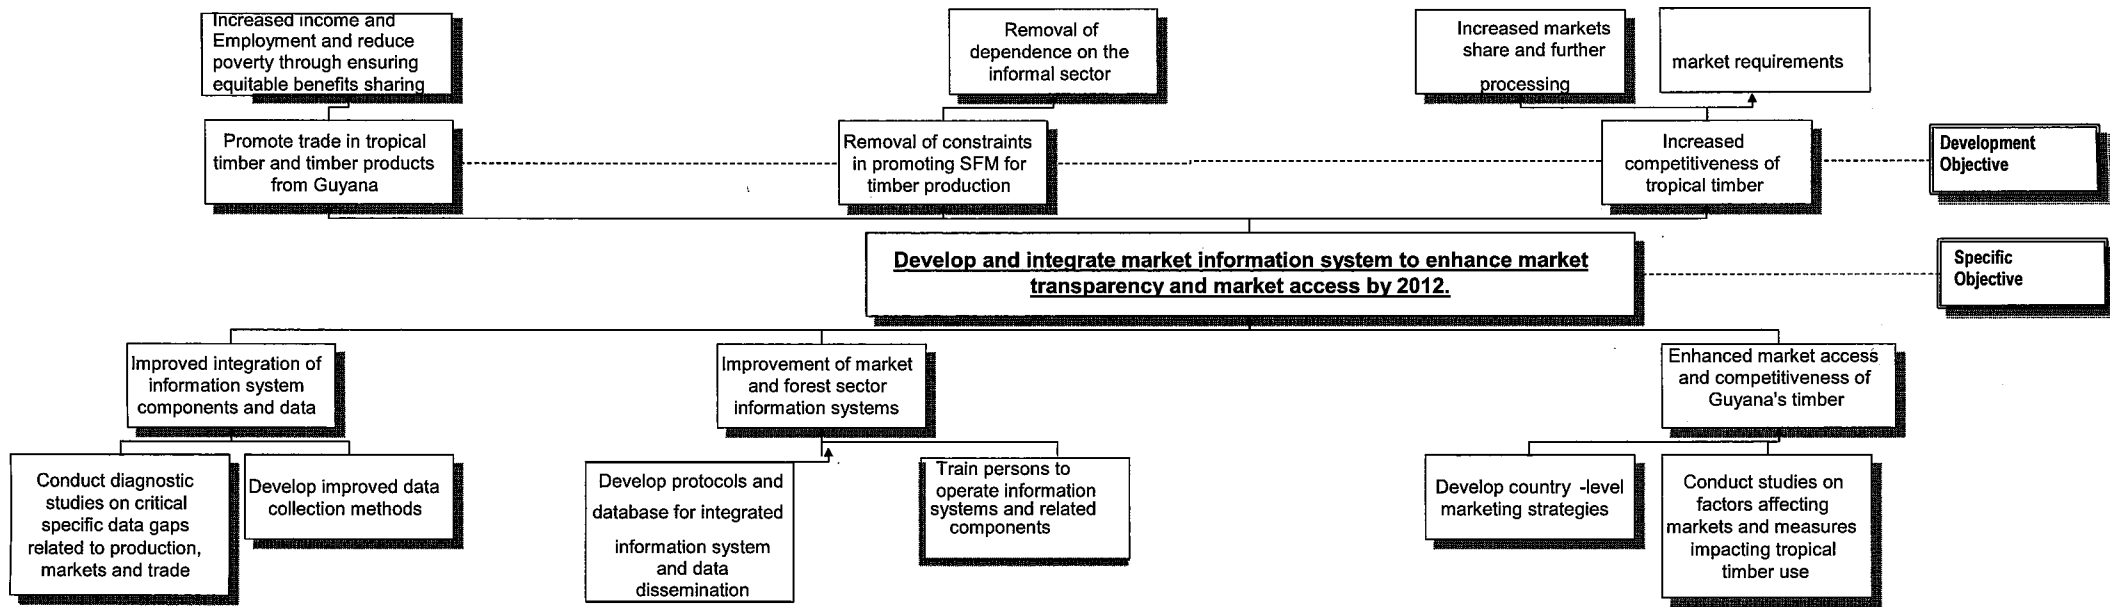 Increased income and
Employment and reduce
poverty through ensuring
equitable benefits sharing
Removal of
dependence on the
informal sector
Increased markets
share and further
processing
market requirements
Promote trade in tropical
timber and timber products
from Guyana
Removal of constraints
in promoting SFM for
timber production
Increased
competitiveness of
tropical timber
Development
Objective
Develop and integrate market information system to enhance market
transparency and market access by 2012.
Specific
Objective
Improved integration of
information system
components and data
Improvement of market
and forest sector
information systems
Enhanced market access
and competitiveness of
Guyana's timber
Conduct diagnostic
studies on critical
specific data gaps
related to production,
markets and trade
Develop improved data
collection methods
Develop protocols and
database for integrated
information system
and data
dissemination
Train persons to
operate information
systems and related
components
Develop country -level
marketing strategies
Conduct studies on
factors affecting
markets and measures
impacting tropical
timber use